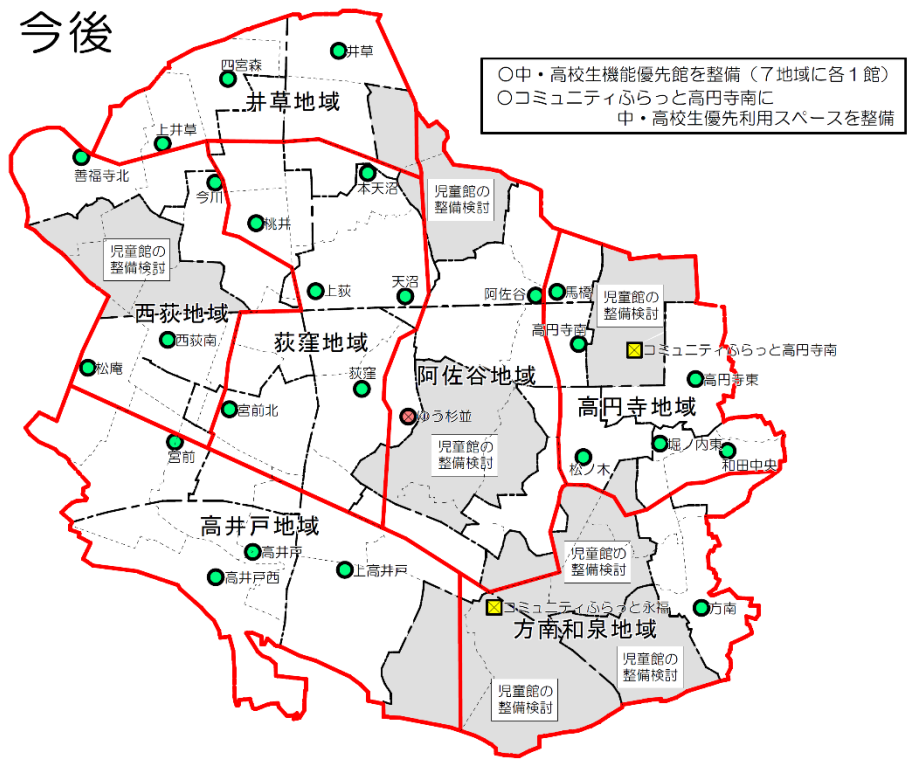 今後
○中・高校生機能優先館を整備（７地域に各１館）
○コミュニティふらっと高円寺南に
中・高校生優先利用スペースを整備
井草
四宮森
井草地域
上井草
善福寺北
今川
本天沼
桃井
児童館の
整備検討
児童館の
整備検討
上荻
天沼
阿佐谷
馬橋
児童館の
整備検討
西荻地域
西荻南
荻窪地域
高円寺南
コミュニティふらっと高円寺南
松庵
荻窪
阿佐谷地域
高円寺東
宮前北
ゆう杉並
高円寺地域
宮前
児童館の
整備検討
松ノ木
堀ノ内東
和田中央
高井戸地域
高井戸
高井戸西
上高井戸
児童館の
整備検討
コミュニティふらっと永福
方南
方南和泉地域
児童館の
整備検討
児童館の
整備検討